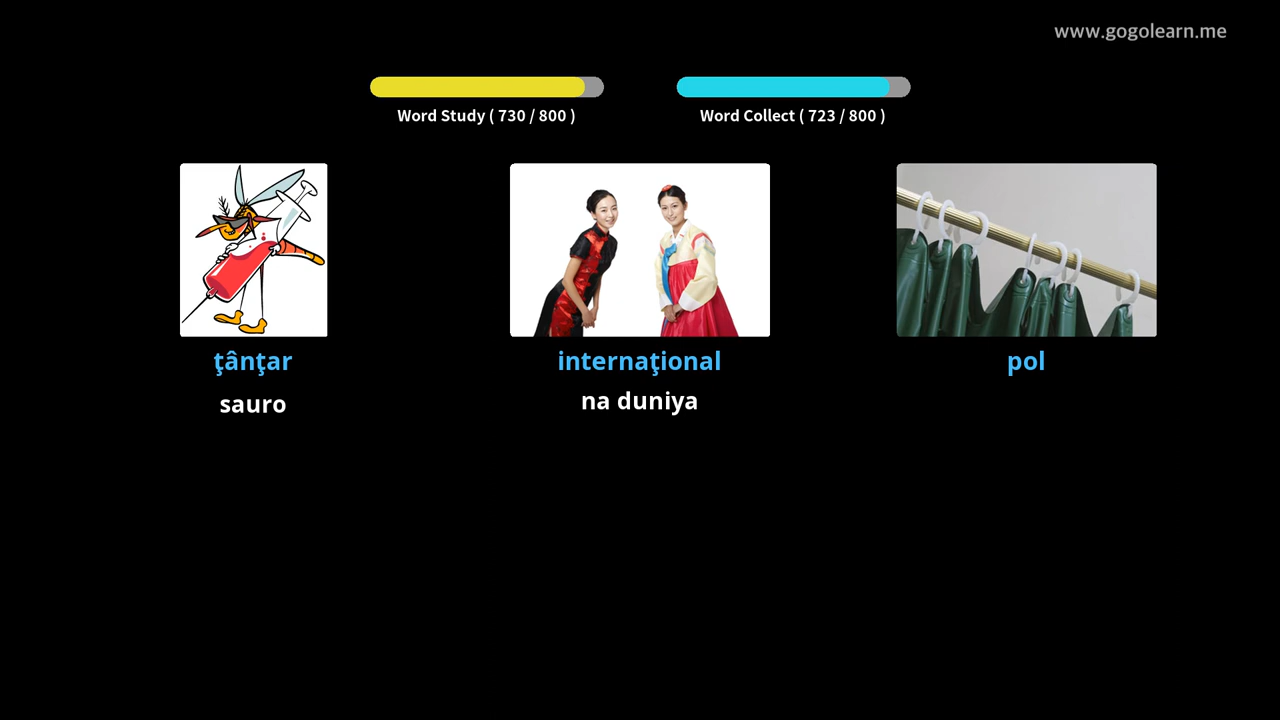 www.gogolearn.me
Word Study ( 730 / 800 )
Word Collect ( 723 / 800 )
ţânţar
internaţional
pol
sauro
na duniya